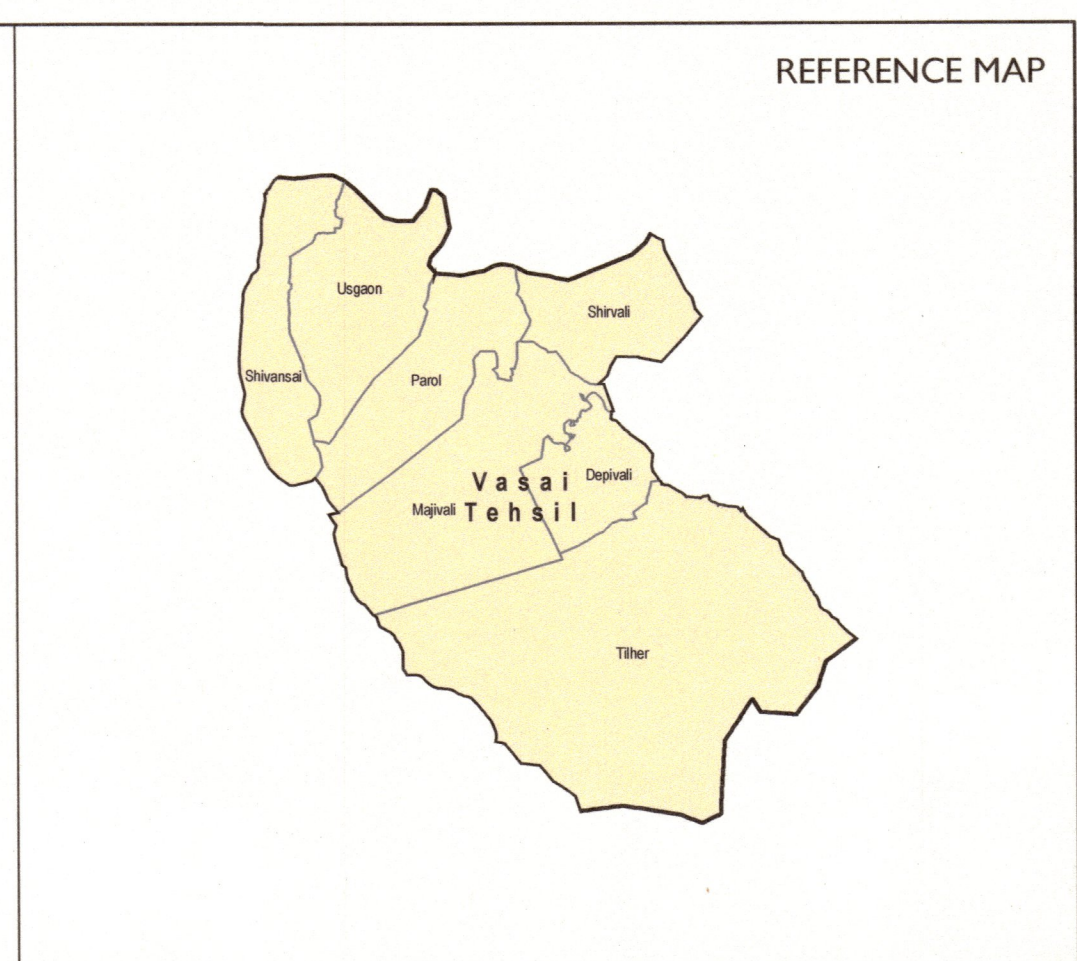 REFERENCE MAP
Usgaon
Shirvali
Shivansai
Parol
Depivali
Vasai
Majivali
Tehsil
Tilher